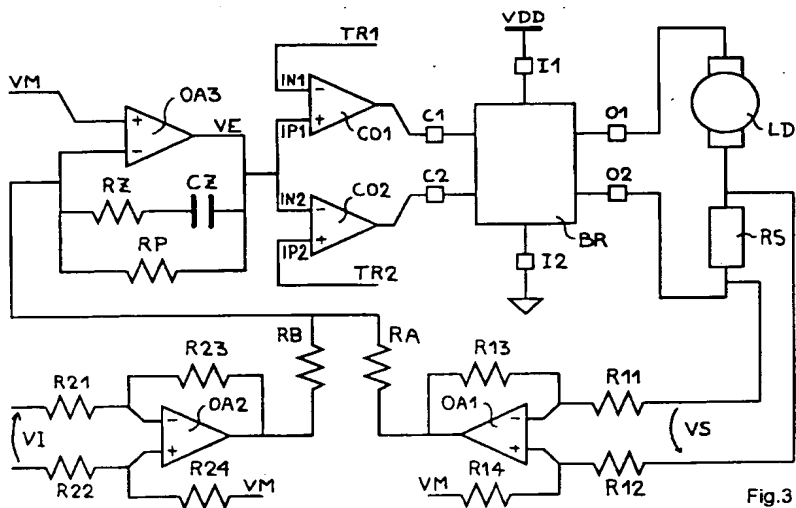 VDD
TR1
I1
VM
OA3
IN1
-
+
IP1
CO1
C1
O1
LD
+
-
VE
RZ
CZ
IN2
-
+
IP2
CO2
C2
O2
BR
RS
RP
TR2
I2
RB
RA
R23
R13
R21
R11
-
+
OA2
OA1
-
+
VI
VS
R22
R24
VM
VM
R14
R12
Fig.3